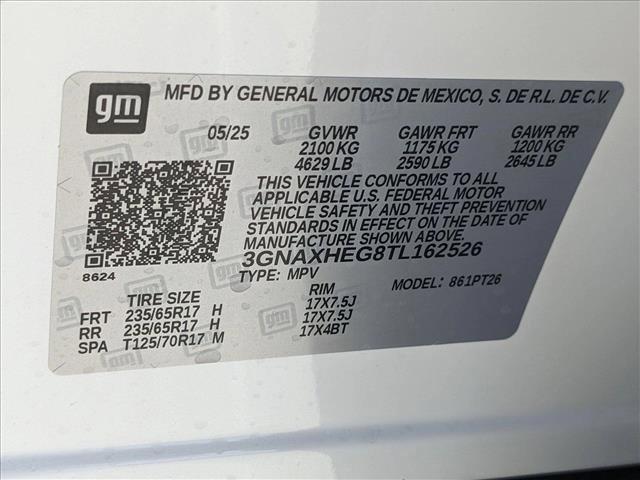 gm
MFD BY GENERAL MOTORS DE MEXICO, S. DE R.L. DE C.V.
05/25 GVWR GAWR FRT GAWR RR
2100 KG 1175 KG 1200 KG
4629 LB 2590 LB 2645 LB
THIS VEHICLE CONFORMS TO ALL
APPLICABLE U.S. FEDERAL MOTOR
VEHICLE SAFETY AND THEFT PREVENTION
STANDARDS IN EFFECT ON THE DATE OF
MANUFACTURE SHOWN ABOVE.
3GNAXHEG8TL162526
8624
TYPE: MPV MODEL: 861PT26
TIRE SIZE RIM
FRT 235/65R17 H 17X7.5J
RR 235/65R17 H 17X7.5J
SPA T125/70R17 M 17X4BT